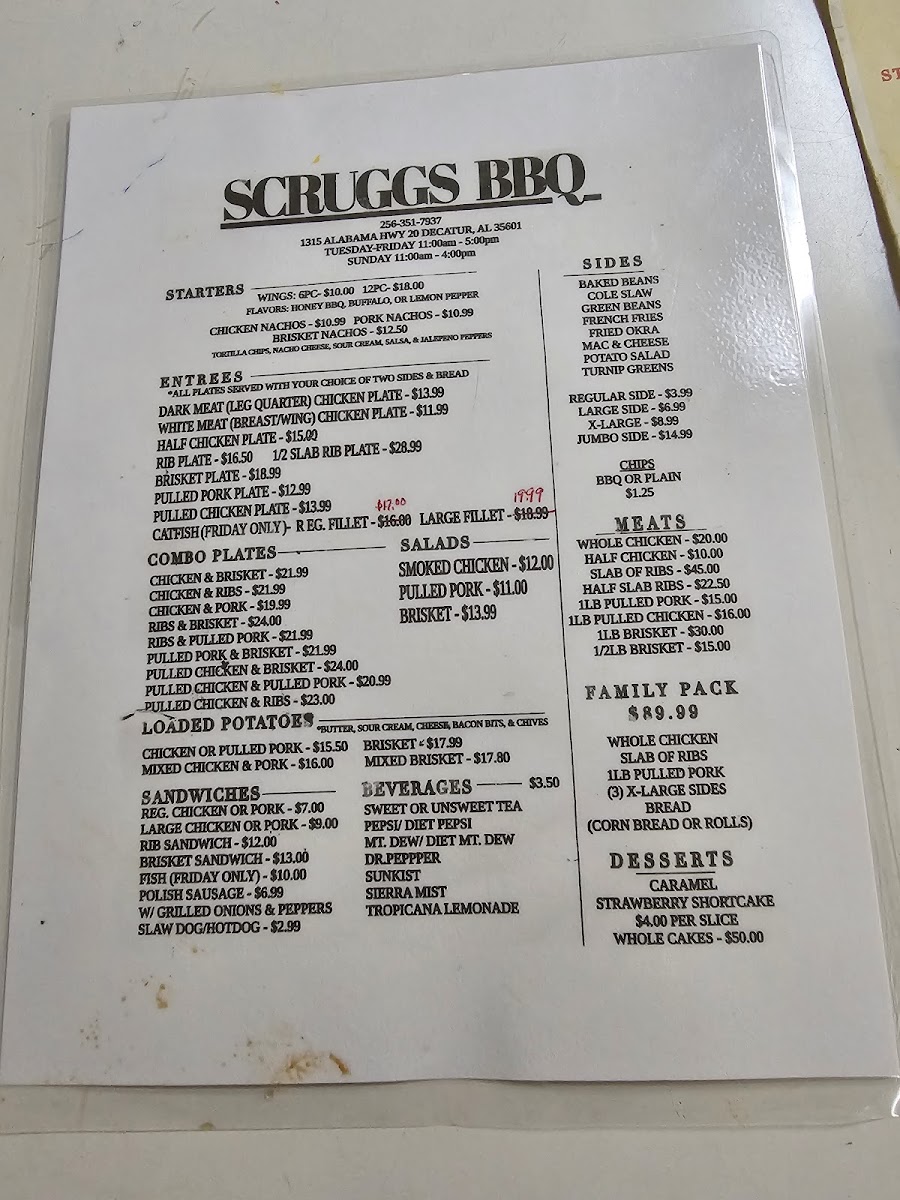 SCRUGGS BBQ
256-351-7937
1315 ALABAMA HWY 20 DECATUR, AL 35601
TUESDAY-FRIDAY 11:00am - 5:00pm
SUNDAY 11:00am - 4:00pm
STARTERS
WINGS: 6PC- $10.00 12PC- $18.00
FLAVORS: HONEY BBQ, BUFFALO, OR LEMON PEPPER
CHICKEN NACHOS - $10.99 PORK NACHOS - $10.99
BRISKET NACHOS - $12.50
TORTILLA CHIPS, NACHO CHEESE, SOUR CREAM, SALSA, & JALEPENO PEPPERS
ENTREES
*ALL PLATES SERVED WITH YOUR CHOICE OF TWO SIDES & BREAD
DARK MEAT (LEG QUARTER) CHICKEN PLATE - $13.99
WHITE MEAT (BREAST/WING) CHICKEN PLATE - $11.99
HALF CHICKEN PLATE - $15.00
RIB PLATE - $16.50 1/2 SLAB RIB PLATE - $28.99
BRISKET PLATE - $18.99
PULLED PORK PLATE - $12.99
PULLED CHICKEN PLATE - $13.99
$17.00 19.99
CATFISH (FRIDAY ONLY)- REG. FILLET - $16.00 LARGE FILLET - $18.99
COMBO PLATES
CHICKEN & BRISKET - $21.99
CHICKEN & RIBS - $21.99
CHICKEN & PORK - $19.99
RIBS & BRISKET - $24.00
RIBS & PULLED PORK - $21.99
PULLED PORK & BRISKET - $21.99
PULLED CHICKEN & BRISKET - $24.00
PULLED CHICKEN & PULLED PORK - $20.99
PULLED CHICKEN & RIBS - $23.00
SALADS
SMOKED CHICKEN - $12.00
PULLED PORK - $11.00
BRISKET - $13.99
LOADED POTATOES
*BUTTER, SOUR CREAM, CHEESE, BACON BITS, & CHIVES
CHICKEN OR PULLED PORK - $15.50 BRISKET - $17.99
MIXED CHICKEN & PORK - $16.00 MIXED BRISKET - $17.80
SANDWICHES
REG. CHICKEN OR PORK - $7.00
LARGE CHICKEN OR PORK - $9.00
RIB SANDWICH - $12.00
BRISKET SANDWICH - $13.00
FISH (FRIDAY ONLY) - $10.00
POLISH SAUSAGE - $6.99
W/ GRILLED ONIONS & PEPPERS
SLAW DOG/HOTDOG - $2.99
BEVERAGES $3.50
SWEET OR UNSWEET TEA
PEPSI/ DIET PEPSI
MT. DEW/ DIET MT. DEW
DR.PEPPPER
SUNKIST
SIERRA MIST
TROPICANA LEMONADE
SIDES
BAKED BEANS
COLE SLAW
GREEN BEANS
FRENCH FRIES
FRIED OKRA
MAC & CHEESE
POTATO SALAD
TURNIP GREENS
REGULAR SIDE - $3.99
LARGE SIDE - $6.99
X-LARGE - $8.99
JUMBO SIDE - $14.99
CHIPS
BBQ OR PLAIN
$1.25
MEATS
WHOLE CHICKEN - $20.00
HALF CHICKEN - $10.00
SLAB OF RIBS - $45.00
HALF SLAB RIBS - $22.50
1LB PULLED PORK - $15.00
1LB PULLED CHICKEN - $16.00
1LB BRISKET - $30.00
1/2LB BRISKET - $15.00
FAMILY PACK
$89.99
WHOLE CHICKEN
SLAB OF RIBS
1LB PULLED PORK
(3) X-LARGE SIDES
BREAD
(CORN BREAD OR ROLLS)
DESSERTS
CARAMEL
STRAWBERRY SHORTCAKE
$4.00 PER SLICE
WHOLE CAKES - $50.00